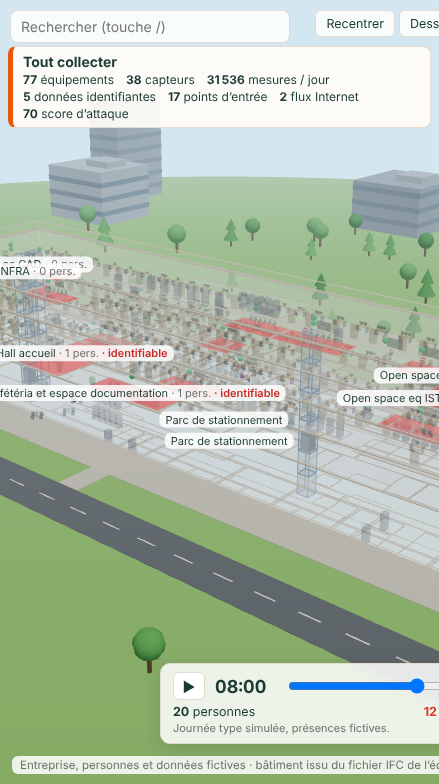 Rechercher (touche /)
Recentrer
Dess
Tout collecter
77 équipements 38 capteurs 31 536 mesures / jour
5 données identifiantes 17 points d’entrée 2 flux Internet
70 score d’attaque
NFRA · 0 pers.
Hall accueil · 1 pers. · identifiable
Open space
fétéria et espace documentation · 1 pers. · identifiable
Open space eq IST
Parc de stationnement
Parc de stationnement
08:00
20 personnes
12
Journée type simulée, présences fictives.
Entreprise, personnes et données fictives · bâtiment issu du fichier IFC de l’éc